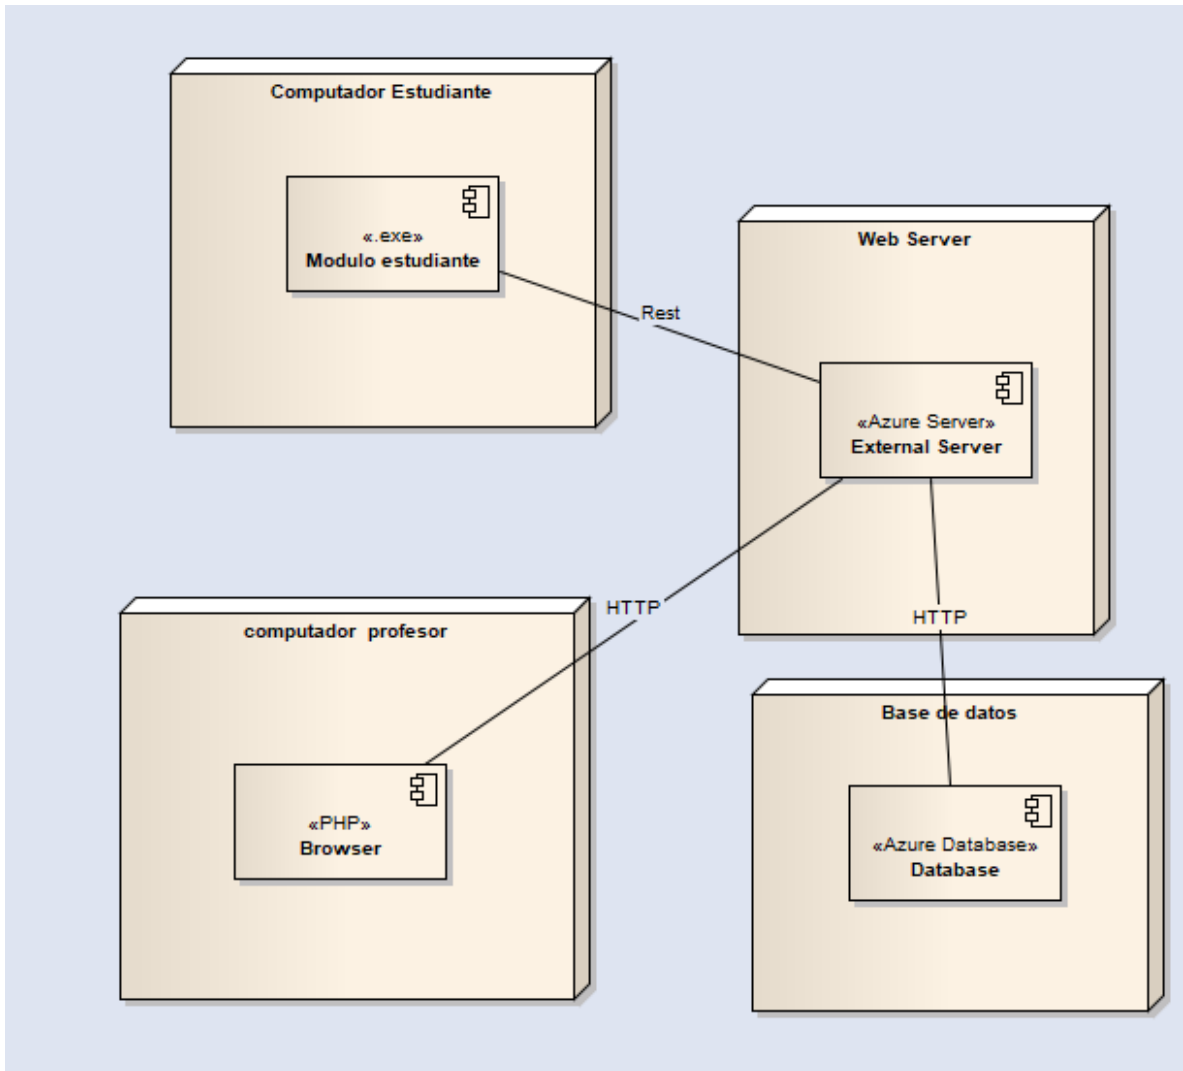 Computador Estudiante
«.exe»
Modulo estudiante
Rest
Web Server
«Azure Server»
External Server
HTTP
HTTP
computador profesor
«PHP»
Browser
Base de datos
«Azure Database»
Database